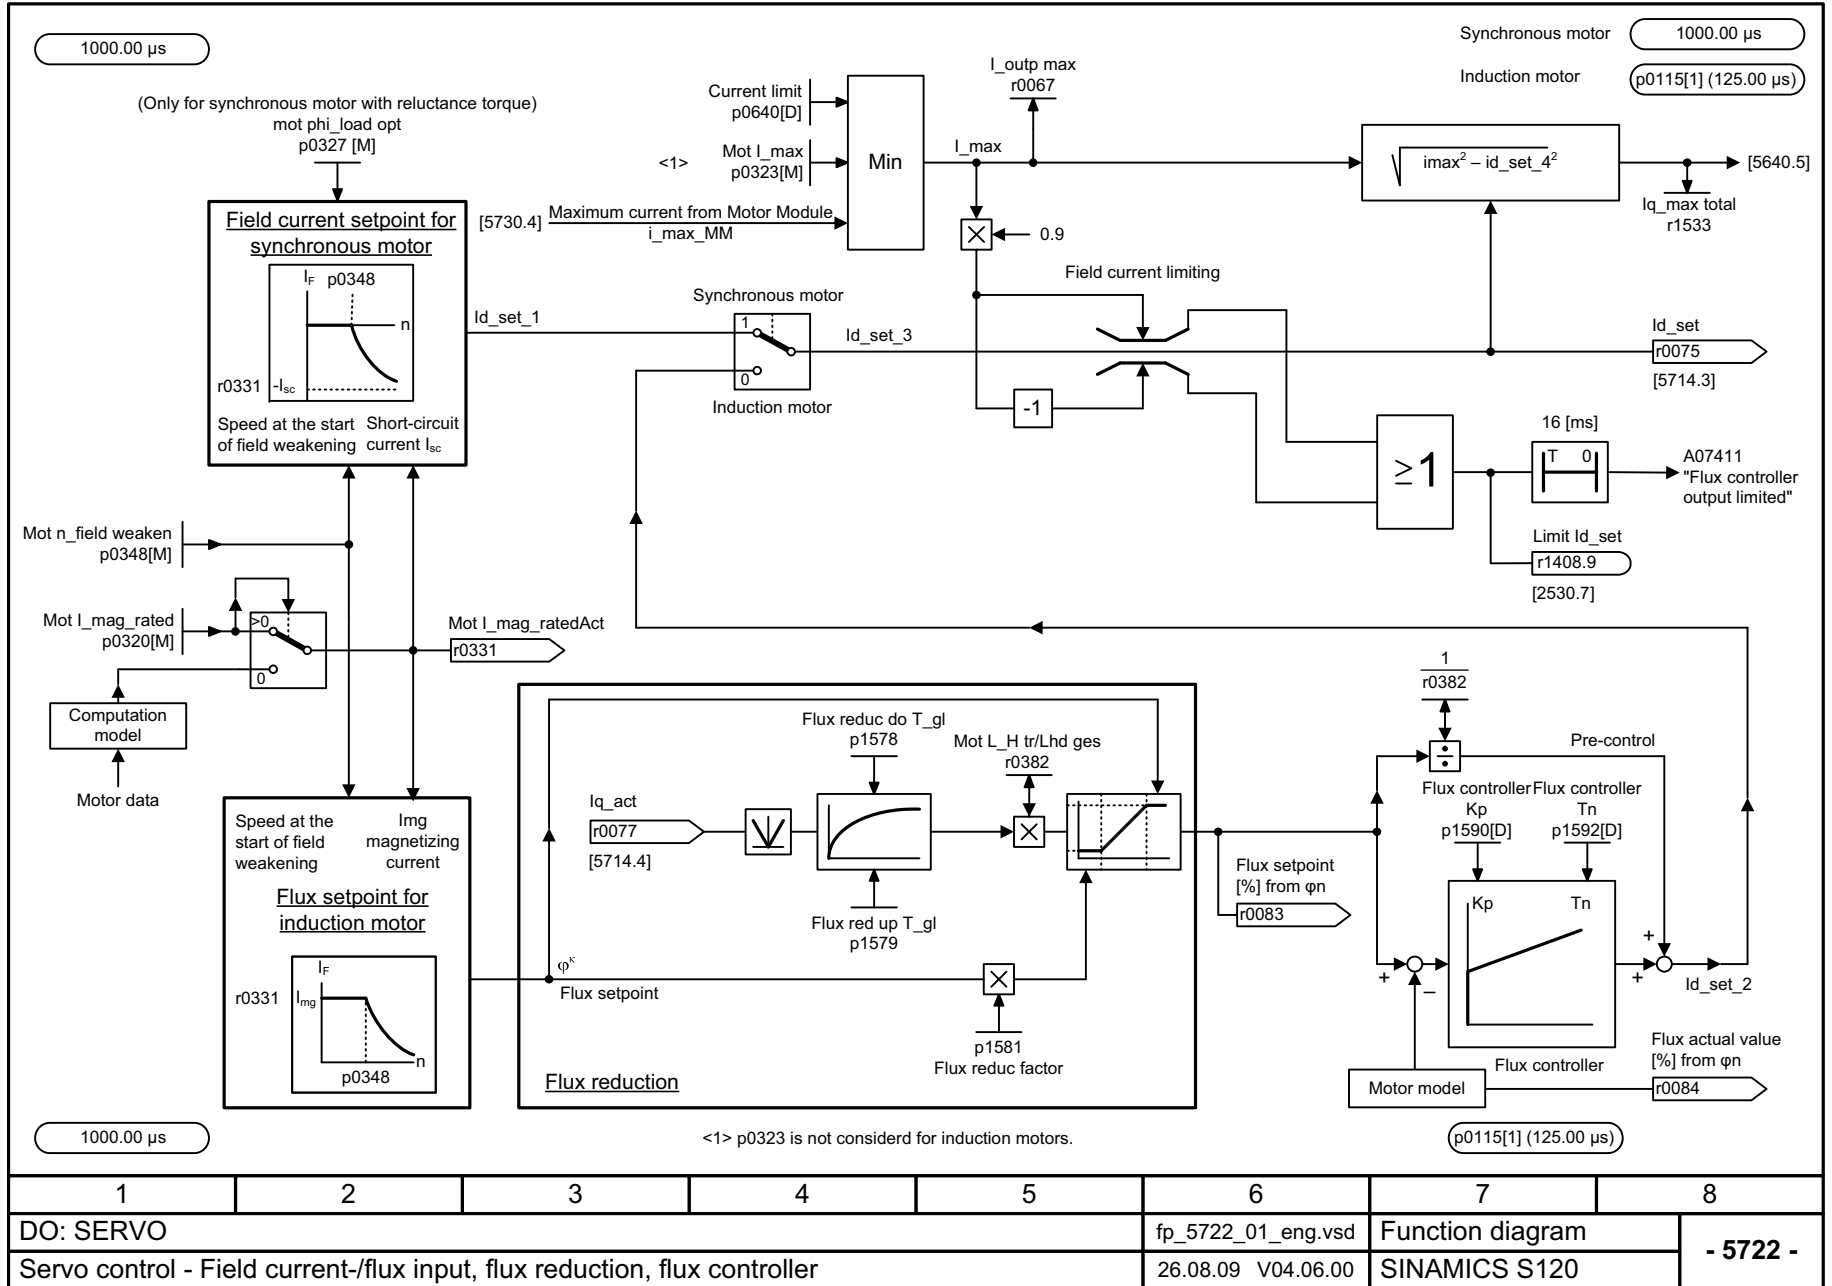 1000.00 µs
Synchronous motor
1000.00 µs
Induction motor
p0115[1] (125.00 µs)
(Only for synchronous motor with reluctance torque)
mot phi_load opt
p0327 [M]
Current limit
p0640[D]
<1>
Mot I_max
p0323[M]
[5730.4]
Maximum current from Motor Module
i_max_MM
Min
I_outp max
r0067
I_max
√ imax² – id_set_4²
[5640.5]
Iq_max total
r1533
0.9
Field current setpoint for
synchronous motor
I_F p0348
n
r0331
-I_sc
Speed at the start
of field weakening
Short-circuit
current I_sc
Id_set_1
Synchronous motor
1
0
Induction motor
Id_set_3
Field current limiting
-1
Id_set
r0075
[5714.3]
≥1
16 [ms]
T 0
A07411
"Flux controller
output limited"
Limit Id_set
r1408.9
[2530.7]
Mot n_field weaken
p0348[M]
Mot I_mag_rated
p0320[M]
>0
0
Mot I_mag_ratedAct
r0331
Computation
model
Motor data
Speed at the
start of field
weakening
Img
magnetizing
current
Flux setpoint for
induction motor
I_F
r0331
I_mg
n
p0348
Flux reduc do T_gl
p1578
Mot L_H tr/Lhd ges
r0382
Iq_act
r0077
[5714.4]
Flux red up T_gl
p1579
φᴷ
Flux setpoint
p1581
Flux reduc factor
Flux reduction
Flux setpoint
[%] from φn
r0083
1
r0382
÷
Pre-control
Flux controller
Kp
p1590[D]
Flux controller
Tn
p1592[D]
Kp
Tn
+
–
+
+
Id_set_2
Flux controller
Motor model
Flux actual value
[%] from φn
r0084
1000.00 µs
<1> p0323 is not considerd for induction motors.
p0115[1] (125.00 µs)
1 2 3 4 5 6 7 8
DO: SERVO
fp_5722_01_eng.vsd
Function diagram
- 5722 -
Servo control - Field current-/flux input, flux reduction, flux controller
26.08.09 V04.06.00
SINAMICS S120